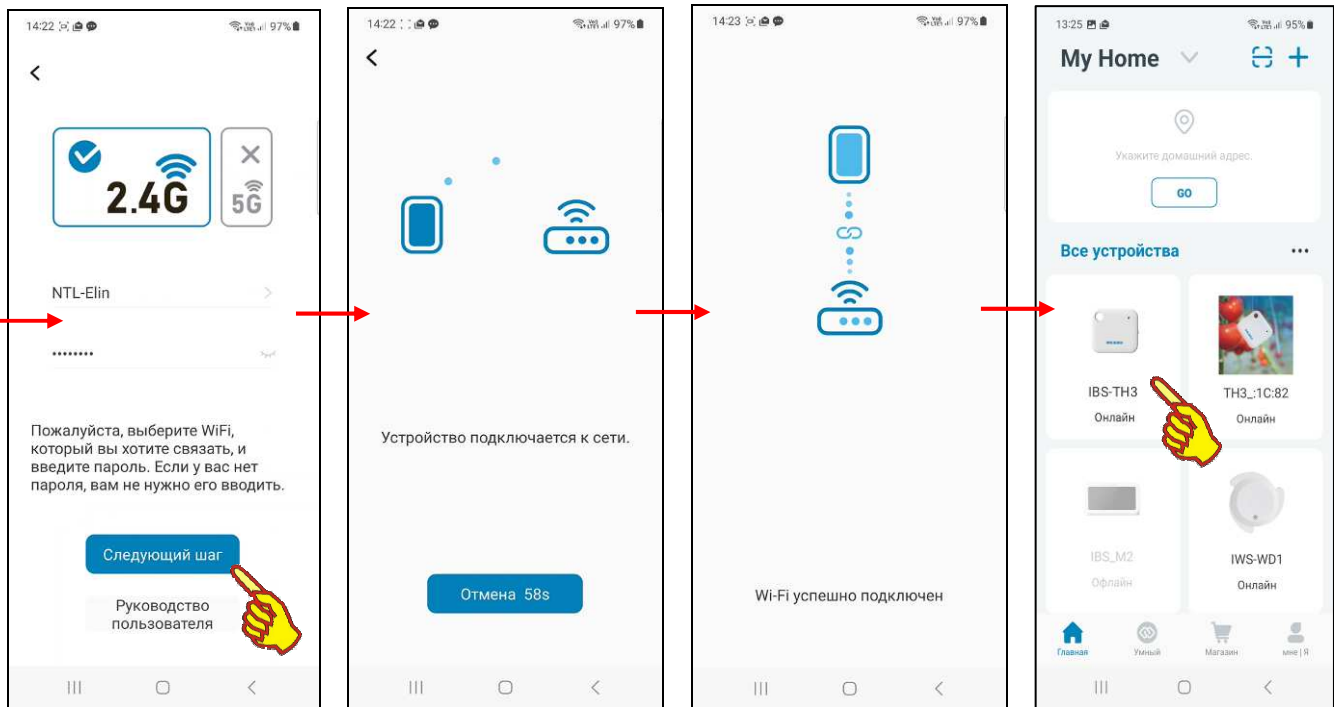 14:22 97%
2.4G
5G
NTL-Elin
••••••••
Пожалуйста, выберите WiFi,
который вы хотите связать, и
введите пароль. Если у вас нет
пароля, вам не нужно его вводить.
Следующий шаг
Руководство
пользователя
14:22 97%
Устройство подключается к сети.
Отмена 58s
14:23 97%
Wi-Fi успешно подключен
13:25 95%
My Home
Укажите домашний адрес.
GO
Все устройства
IBS-TH3
Онлайн
TH3_:1C:82
Онлайн
IBS_M2
Офлайн
IWS-WD1
Онлайн
Главная Умный Магазин мне | Я